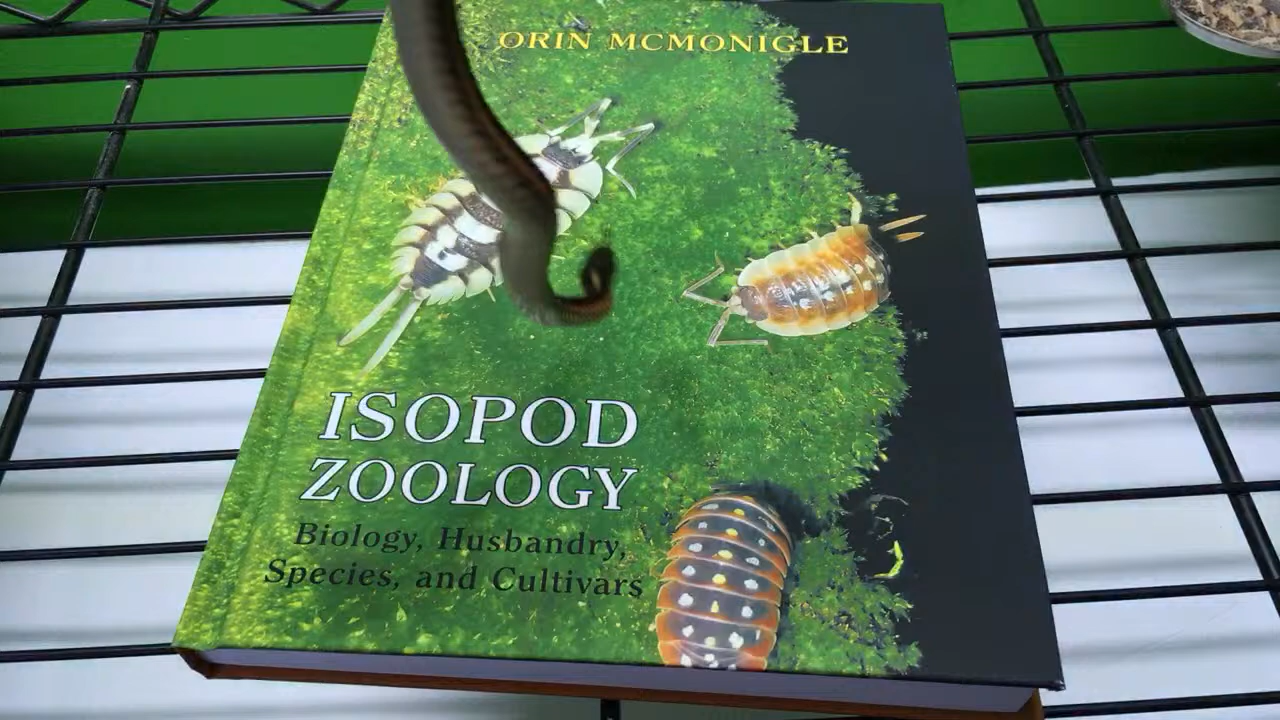 ORIN MCMONIGLE
ISOPOD
ZOOLOGY
Biology, Husbandry,
Species, and Cultivars